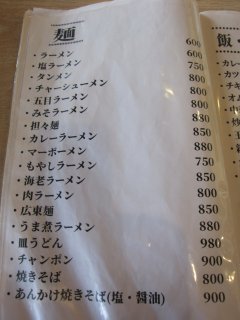 麺
・ラーメン 600
・塩ラーメン 600
・タンメン 750
・チャーシューメン 800
・五目ラーメン 800
・みそラーメン 800
・担々麺 880
・カレーラーメン 850
・マーボーメン 880
・もやしラーメン 750
・海老ラーメン 850
・肉ラーメン 800
・広東麺 850
・うま煮ラーメン 880
・皿うどん 980
・チャンポン 900
・焼きそば 800
・あんかけ焼きそば(塩・醤油) 900
飯・